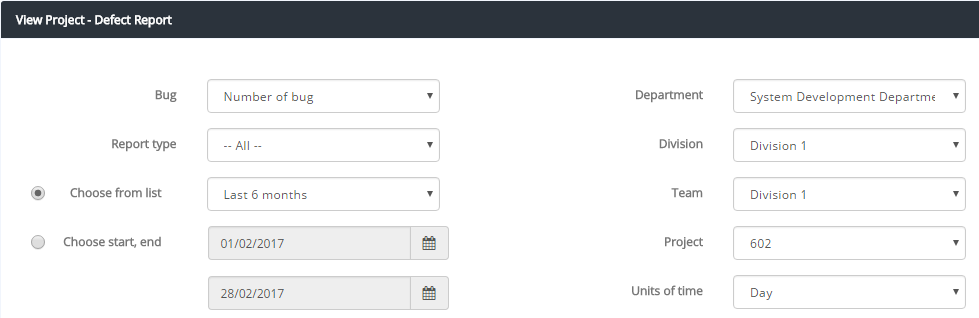 View Project - Defect Report
Bug Number of bug Department System Development Departme
Report type -- All -- Division Division 1
Choose from list Last 6 months Team Division 1
Choose start, end 01/02/2017 Project 602
28/02/2017 Units of time Day